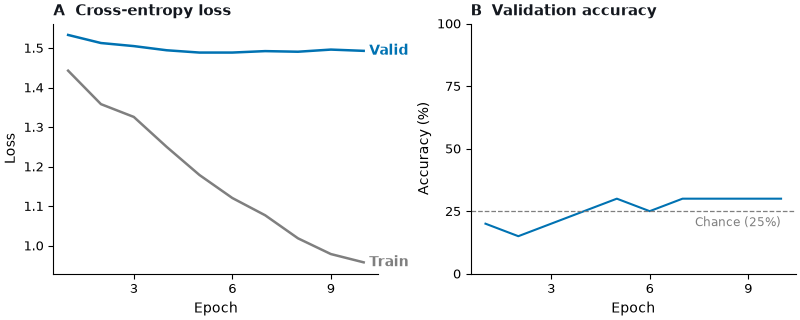 A Cross-entropy loss
Loss
1.5
1.4
1.3
1.2
1.1
1.0
Valid
Train
3 6 9
Epoch
B Validation accuracy
Accuracy (%)
100
75
50
25
0
Chance (25%)
3 6 9
Epoch